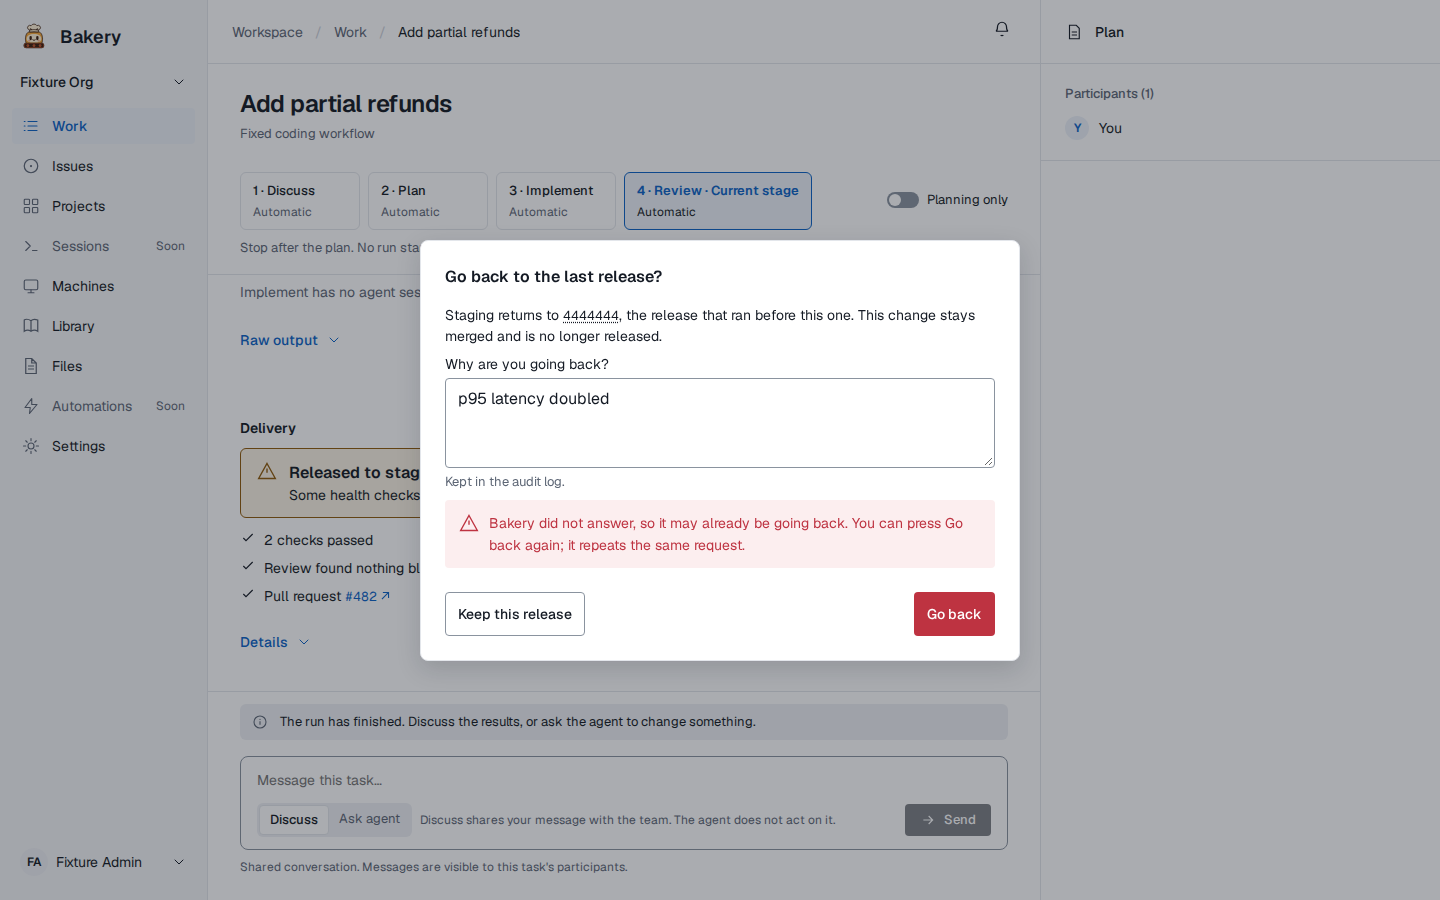 Bakery
Fixture Org
Work
Issues
Projects
Sessions Soon
Machines
Library
Files
Automations Soon
Settings
FA Fixture Admin
Workspace / Work / Add partial refunds
Add partial refunds
Fixed coding workflow
1 · Discuss
Automatic
2 · Plan
Automatic
3 · Implement
Automatic
4 · Review · Current stage
Automatic
Planning only
Stop after the plan. No run sta
Implement has no agent ses
Raw output
Delivery
Released to stag
Some health checks
2 checks passed
Review found nothing bl
Pull request #482
Details
Go back to the last release?
Staging returns to 4444444, the release that ran before this one. This change stays
merged and is no longer released.
Why are you going back?
p95 latency doubled
Kept in the audit log.
Bakery did not answer, so it may already be going back. You can press Go
back again; it repeats the same request.
Keep this release
Go back
The run has finished. Discuss the results, or ask the agent to change something.
Message this task…
Discuss Ask agent Discuss shares your message with the team. The agent does not act on it.
Send
Shared conversation. Messages are visible to this task's participants.
Plan
Participants (1)
Y You